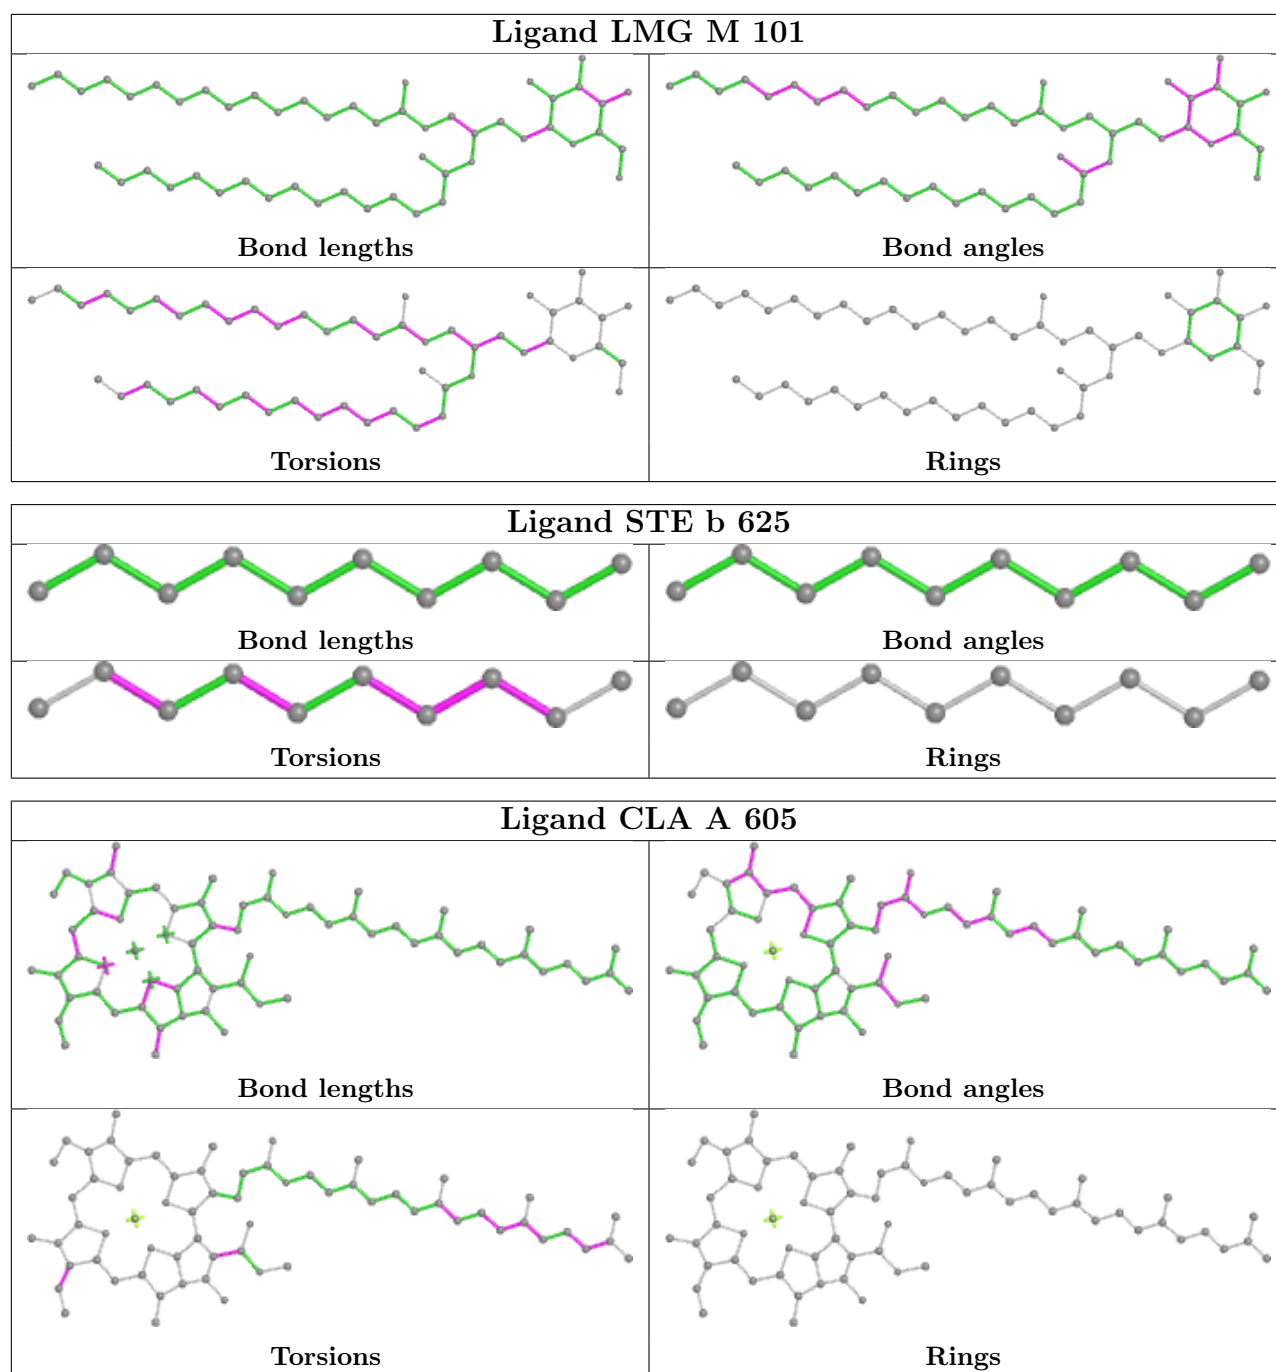 Ligand LMG M 101
Bond lengths
Bond angles
Torsions
Rings
Ligand STE b 625
Bond lengths
Bond angles
Torsions
Rings
Ligand CLA A 605
Bond lengths
Bond angles
Torsions
Rings